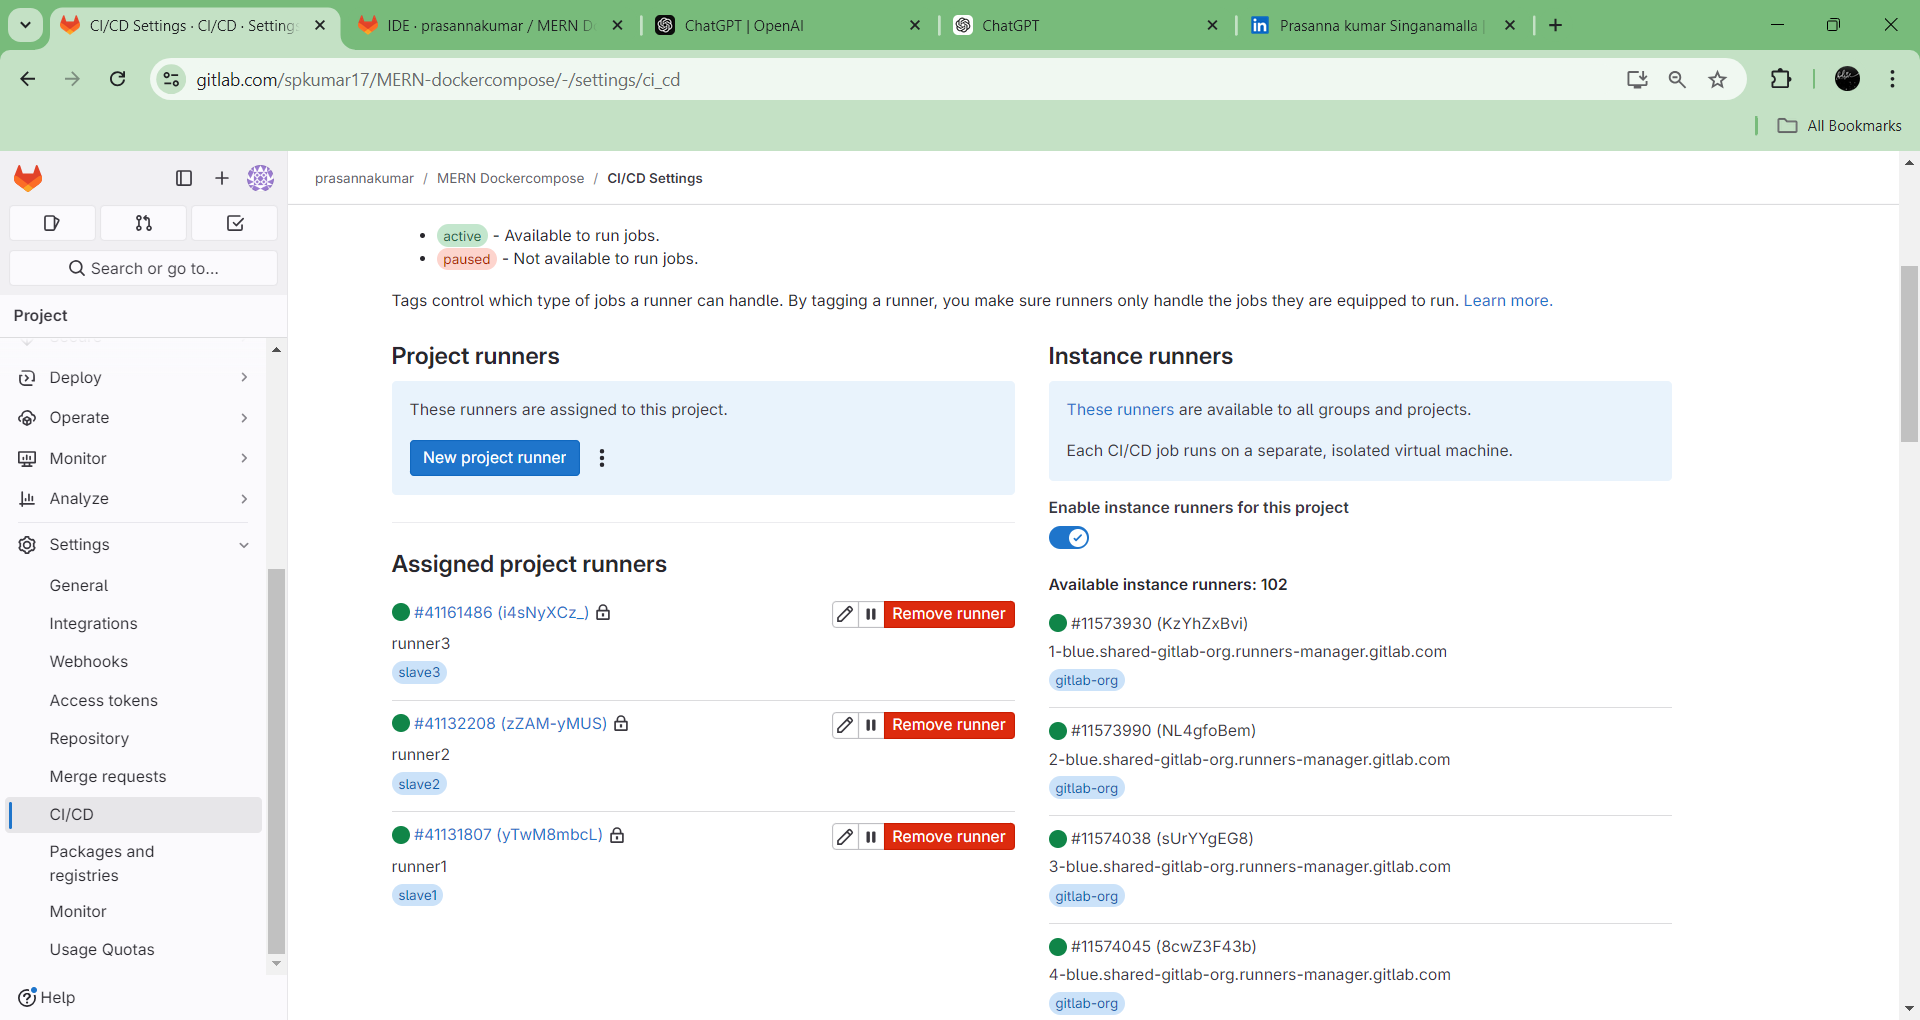 CI/CD Settings · CI/CD · Settings
IDE · prasannakumar / MERN D
ChatGPT | OpenAI
ChatGPT
Prasanna kumar Singanamalla |
gitlab.com/spkumar17/MERN-dockercompose/-/settings/ci_cd
All Bookmarks
prasannakumar / MERN Dockercompose / CI/CD Settings
Search or go to...
Project
Deploy
Operate
Monitor
Analyze
Settings
General
Integrations
Webhooks
Access tokens
Repository
Merge requests
CI/CD
Packages and
registries
Monitor
Usage Quotas
Help
active - Available to run jobs.
paused - Not available to run jobs.
Tags control which type of jobs a runner can handle. By tagging a runner, you make sure runners only handle the jobs they are equipped to run. Learn more.
Project runners
These runners are assigned to this project.
New project runner
Assigned project runners
#41161486 (i4sNyXCz_)
Remove runner
runner3
slave3
#41132208 (zZAM-yMUS)
Remove runner
runner2
slave2
#41131807 (yTwM8mbcL)
Remove runner
runner1
slave1
Instance runners
These runners are available to all groups and projects.
Each CI/CD job runs on a separate, isolated virtual machine.
Enable instance runners for this project
Available instance runners: 102
#11573930 (KzYhZxBvi)
1-blue.shared-gitlab-org.runners-manager.gitlab.com
gitlab-org
#11573990 (NL4gfoBem)
2-blue.shared-gitlab-org.runners-manager.gitlab.com
gitlab-org
#11574038 (sUrYYgEG8)
3-blue.shared-gitlab-org.runners-manager.gitlab.com
gitlab-org
#11574045 (8cwZ3F43b)
4-blue.shared-gitlab-org.runners-manager.gitlab.com
gitlab-org